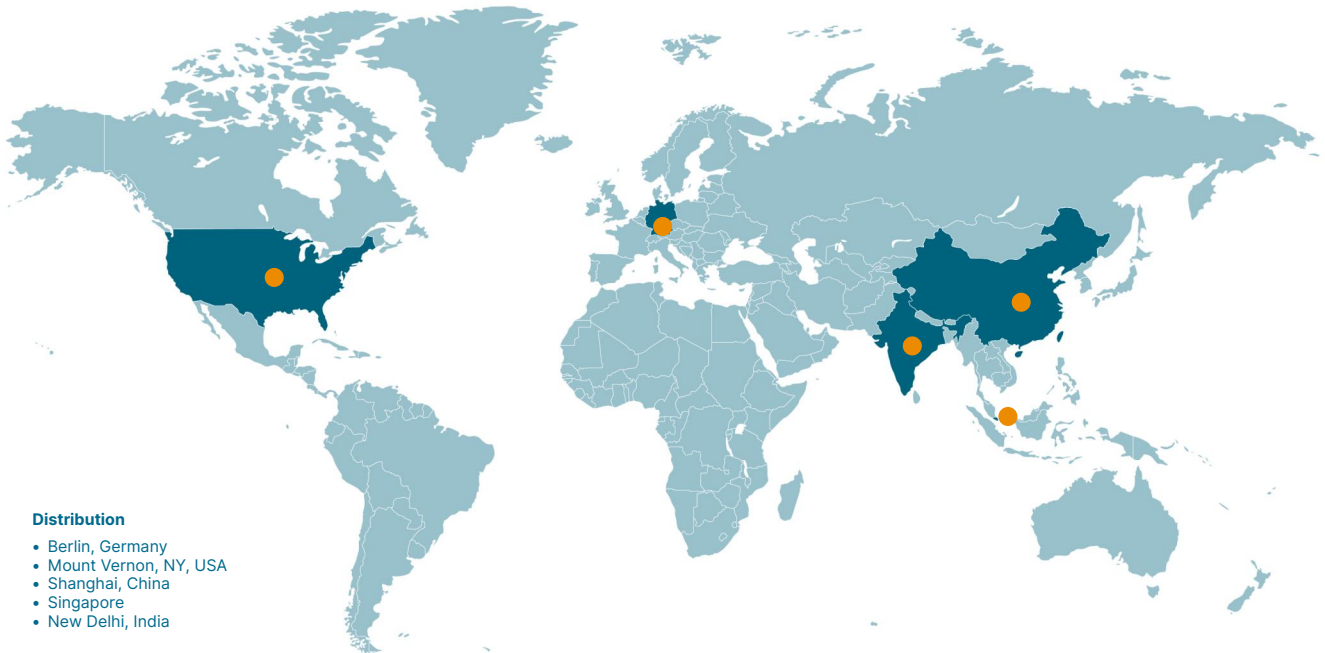 Distribution
• Berlin, Germany
• Mount Vernon, NY, USA
• Shanghai, China
• Singapore
• New Delhi, India